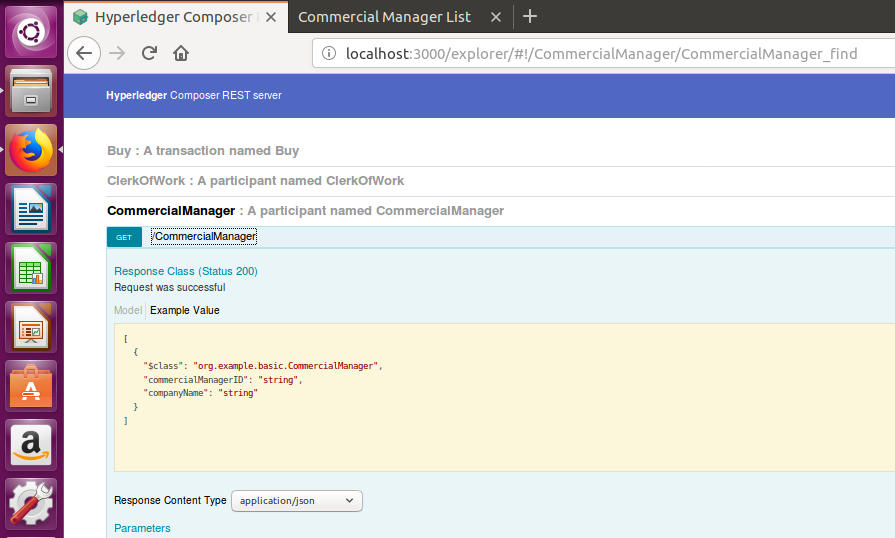 Hyperledger Composer
Commercial Manager List
localhost:3000/explorer/#!/CommercialManager/CommercialManager_find
Hyperledger Composer REST server
Buy : A transaction named Buy
ClerkOfWork : A participant named ClerkOfWork
CommercialManager : A participant named CommercialManager
GET /CommercialManager
Response Class (Status 200)
Request was successful
Model Example Value
[
{
"$class": "org.example.basic.CommercialManager",
"commercialManagerID": "string",
"companyName": "string"
}
]
Response Content Type application/json
Parameters